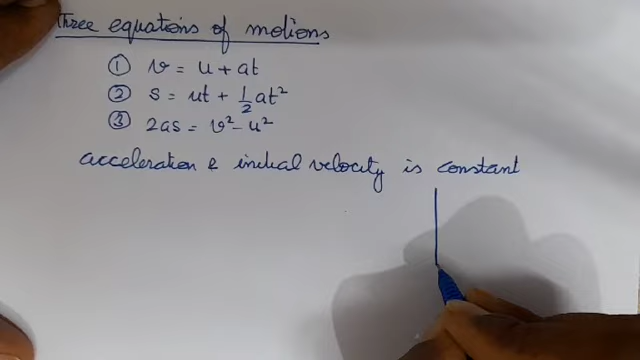 Three equations of motions
① v = u + at
② s = ut + 1/2 at²
③ 2as = v² - u²
acceleration & initial velocity is constant